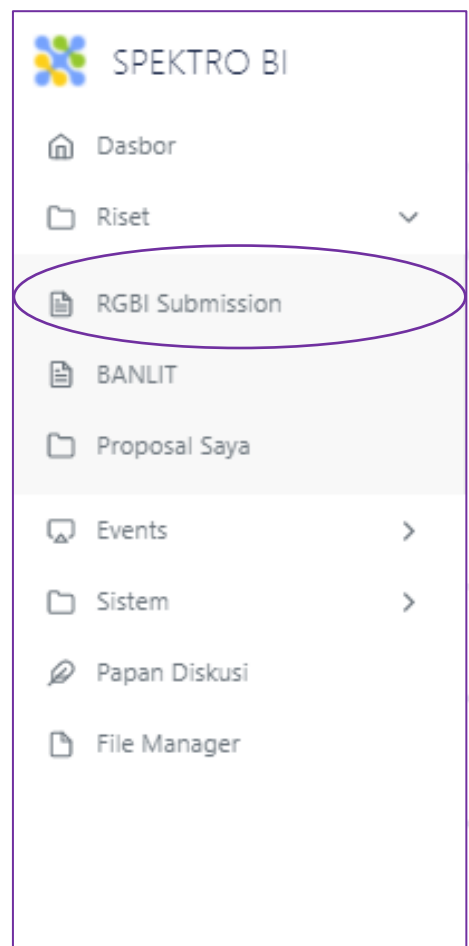 SPEKTRO BI
Dasbor
Riset
RGBI Submission
BANLIT
Proposal Saya
Events
Sistem
Papan Diskusi
File Manager